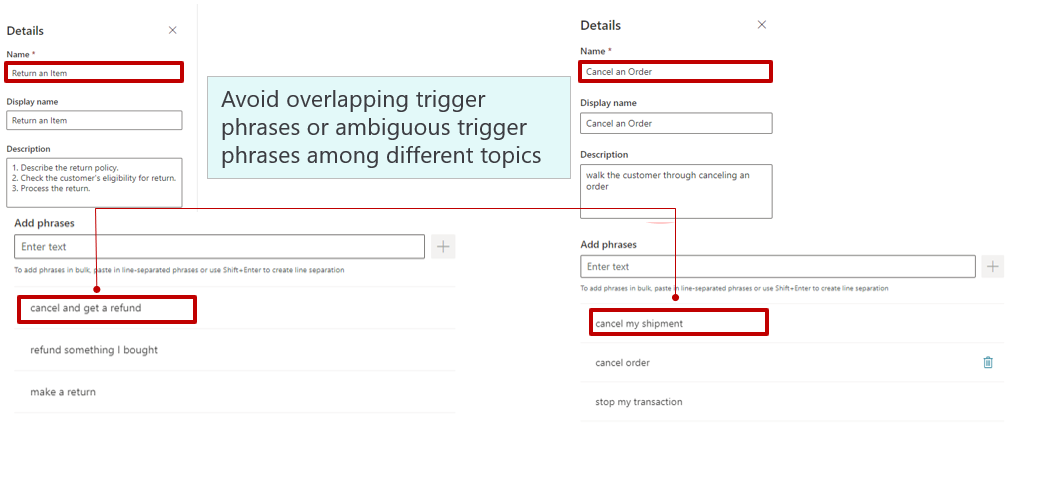 Details
Name *
Return an Item
Display name
Return an Item
Description
1. Describe the return policy.
2. Check the customer's eligibility for return.
3. Process the return.
Add phrases
Enter text
To add phrases in bulk, paste in line-separated phrases or use Shift+Enter to create line separation
cancel and get a refund
refund something I bought
make a return
Avoid overlapping trigger
phrases or ambiguous trigger
phrases among different topics
Details
Name *
Cancel an Order
Display name
Cancel an Order
Description
walk the customer through canceling an
order
Add phrases
Enter text
To add phrases in bulk, paste in line-separated phrases or use Shift+Enter to create line separation
cancel my shipment
cancel order
stop my transaction